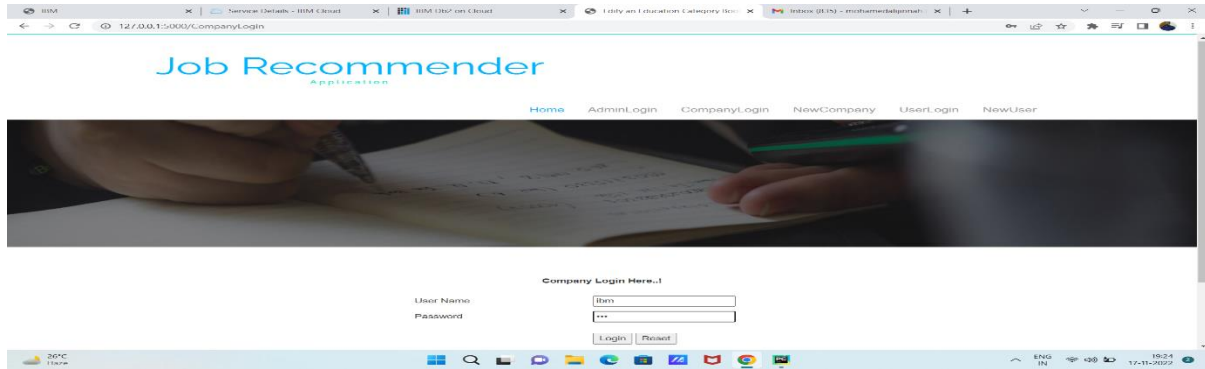 IBM
Service Details - IBM Cloud
IBM Db2 on Cloud
127.0.0.1:5000/CompanyLogin
Job Recommender
Application
Home AdminLogin CompanyLogin NewCompany UserLogin NewUser
Company Login Here..!
User Name ibm
Password •••
Login Reset
26°C
Haze
ENG
IN
19:24
17-11-2022